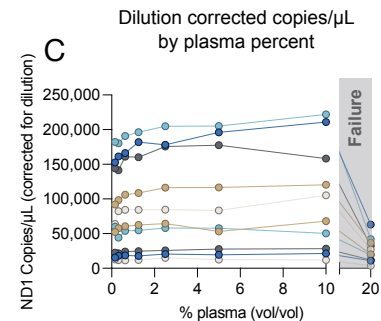 Dilution corrected copies/µL
by plasma percent
C
ND1 Copies/µL (corrected for dilution)
250,000
200,000
150,000
100,000
50,000
0
0 2 4 6 8 10 20
% plasma (vol/vol)
Failure